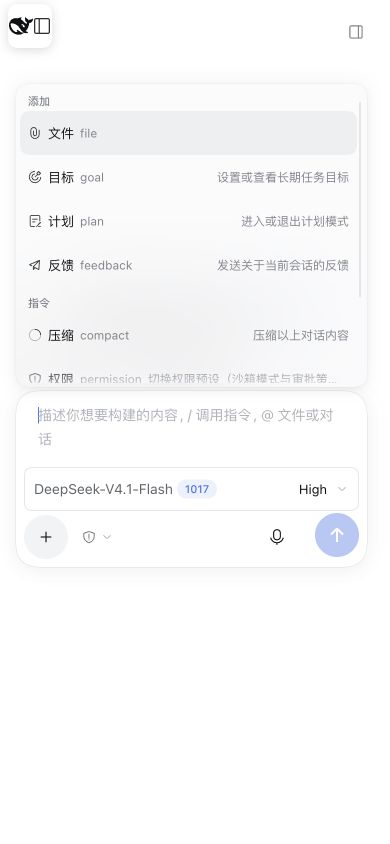 添加
文件 file
目标 goal 设置或查看长期任务目标
计划 plan 进入或退出计划模式
反馈 feedback 发送关于当前会话的反馈
指令
压缩 compact 压缩以上对话内容
权限 permission 切换权限预设（沙箱模式与审批策...
描述你想要构建的内容, / 调用指令, @ 文件或对
话
DeepSeek-V4.1-Flash 1017 High